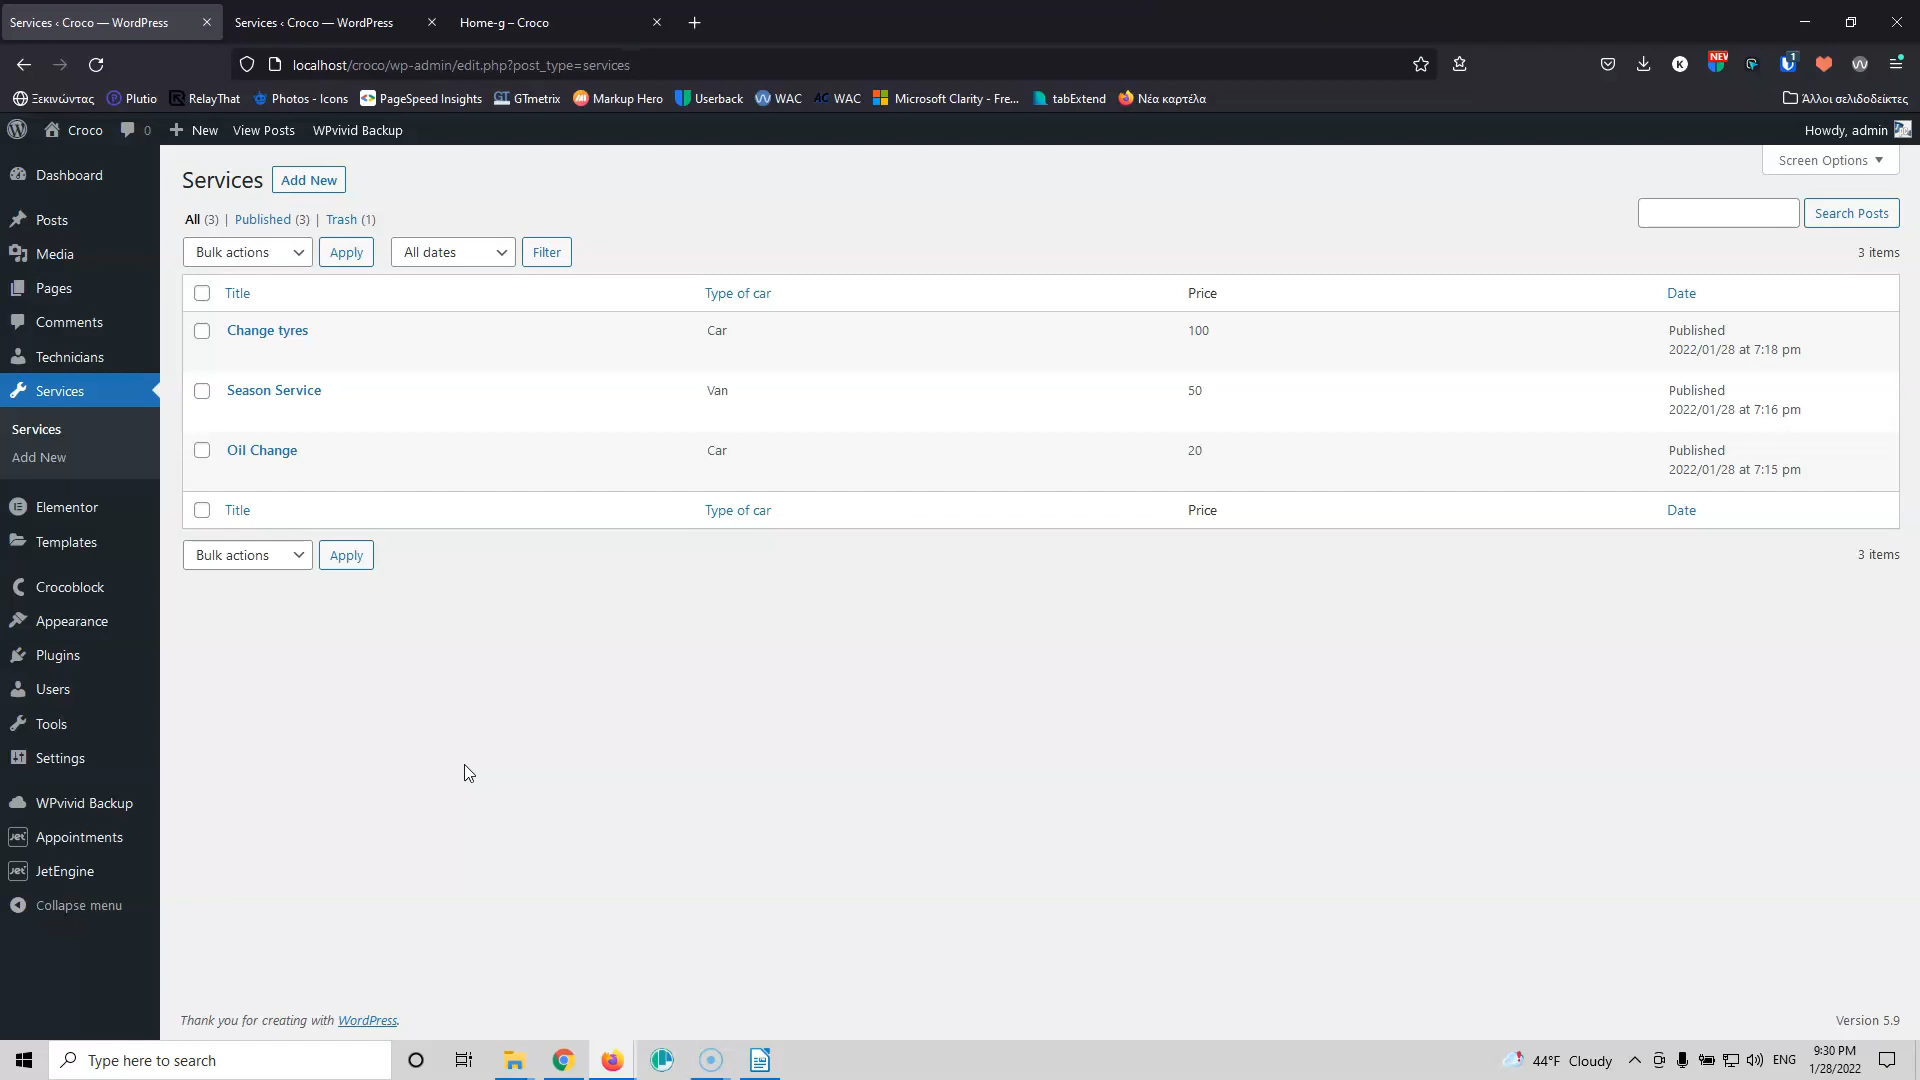 Services ‹ Croco — WordPress
Services ‹ Croco — WordPress
Home-g – Croco
localhost/croco/wp-admin/edit.php?post_type=services
Ξεκινώντας
Plutio
RelayThat
Photos - Icons
PageSpeed Insights
GTmetrix
Markup Hero
Userback
WAC
WAC
Microsoft Clarity - Fre...
tabExtend
Νέα καρτέλα
Άλλοι σελιδοδείκτες
Croco
0
New
View Posts
WPvivid Backup
Howdy, admin
Dashboard
Posts
Media
Pages
Comments
Technicians
Services
Services
Add New
Elementor
Templates
Crocoblock
Appearance
Plugins
Users
Tools
Settings
WPvivid Backup
Appointments
JetEngine
Collapse menu
Screen Options
Services
Add New
All (3) | Published (3) | Trash (1)
Search Posts
Bulk actions
Apply
All dates
Filter
3 items
Title Type of car Price Date
Change tyres Car 100 Published
2022/01/28 at 7:18 pm
Season Service Van 50 Published
2022/01/28 at 7:16 pm
Oil Change Car 20 Published
2022/01/28 at 7:15 pm
Title Type of car Price Date
Bulk actions
Apply
3 items
Thank you for creating with WordPress.
Version 5.9
Type here to search
44°F Cloudy
ENG
9:30 PM
1/28/2022